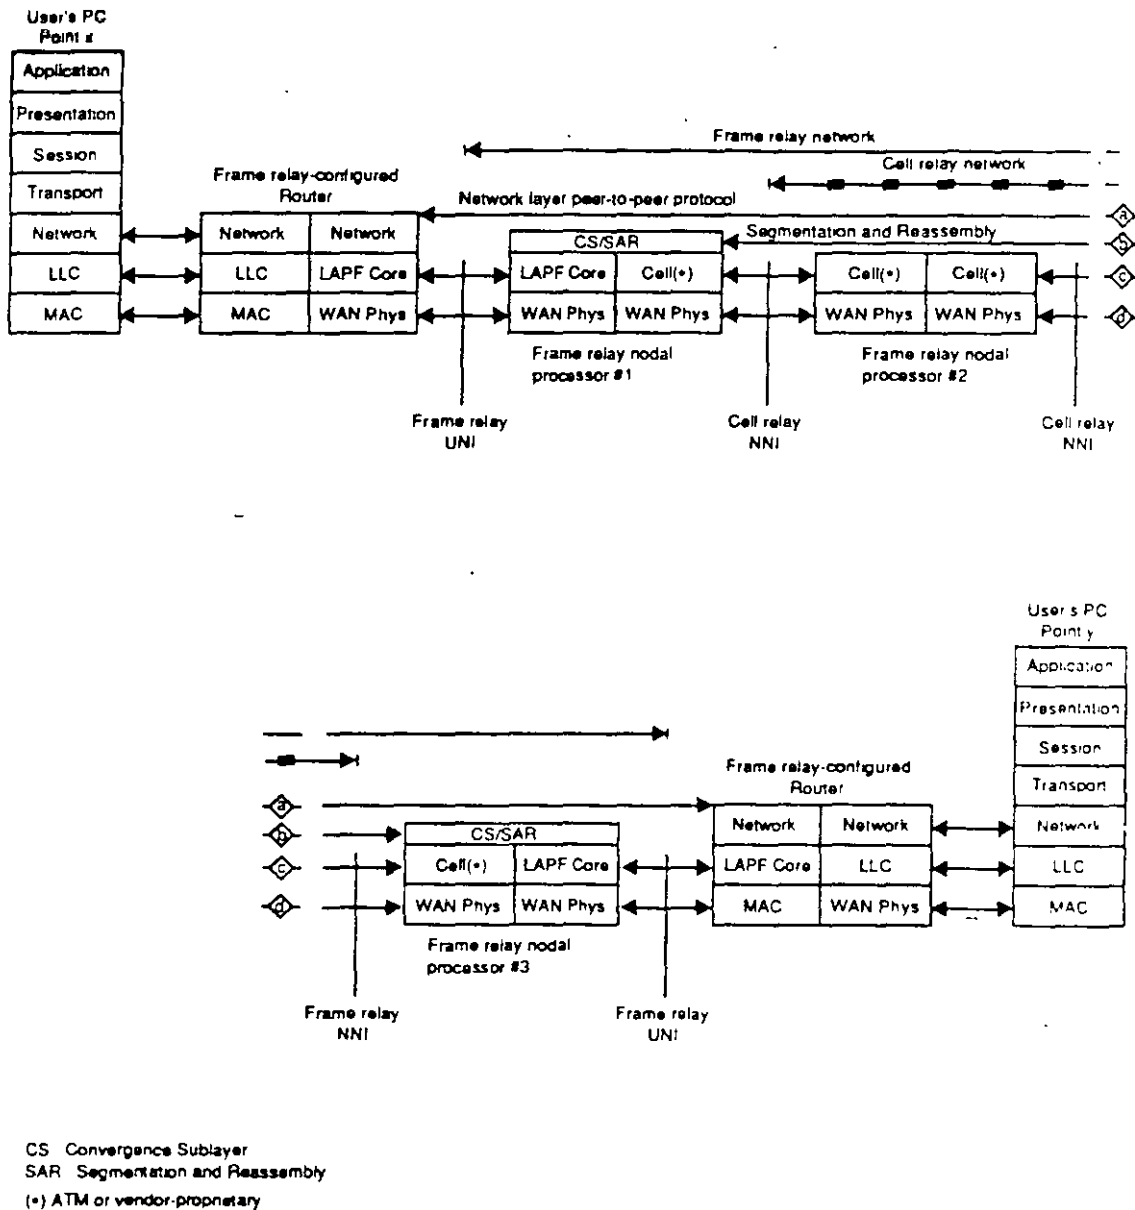 User's PC
Point x
Application
Presentation
Session
Transport
Network
LLC
MAC
Frame relay-configured
Router
Network Network
LLC LAPF Core
MAC WAN Phys
Frame relay network
Cell relay network
Network layer peer-to-peer protocol
Segmentation and Reassembly
CS/SAR
LAPF Core Cell(*)
WAN Phys WAN Phys
Frame relay nodal
processor #1
Cell(*) Cell(*)
WAN Phys WAN Phys
Frame relay nodal
processor #2
a
b
c
d
Frame relay
UNI
Cell relay
NNI
Cell relay
NNI
User's PC
Point y
Application
Presentation
Session
Transport
Network
LLC
MAC
Frame relay-configured
Router
Network Network
LAPF Core LLC
MAC WAN Phys
a
b
c
d
CS/SAR
Cell(*) LAPF Core
WAN Phys WAN Phys
Frame relay nodal
processor #3
Frame relay
NNI
Frame relay
UNI
CS Convergence Sublayer
SAR Segmentation and Reassembly
(*) ATM or vendor-proprietary